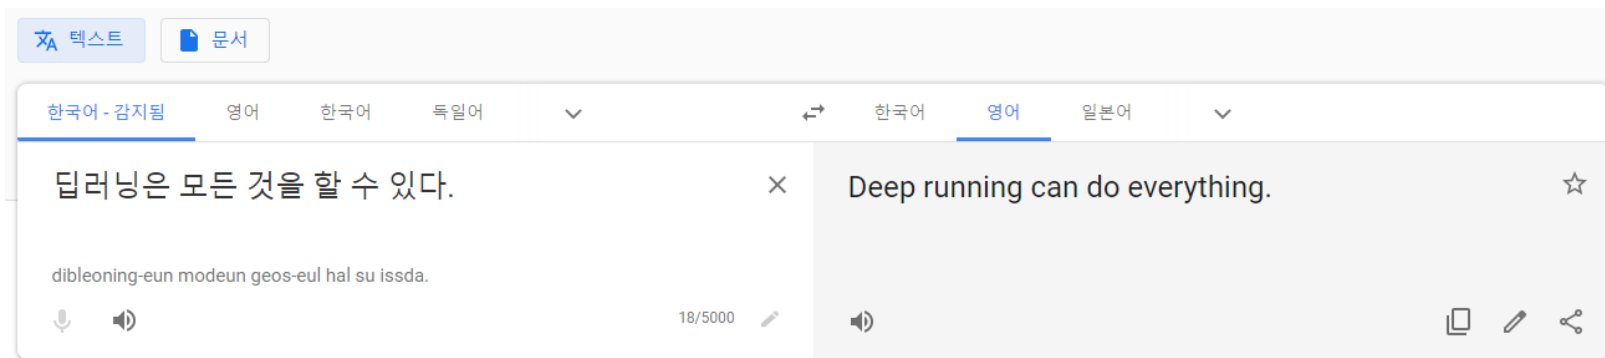 텍스트 문서
한국어 - 감지됨 영어 한국어 독일어 한국어 영어 일본어
딥러닝은 모든 것을 할 수 있다. Deep running can do everything.
dibleoning-eun modeun geos-eul hal su issda.
18/5000